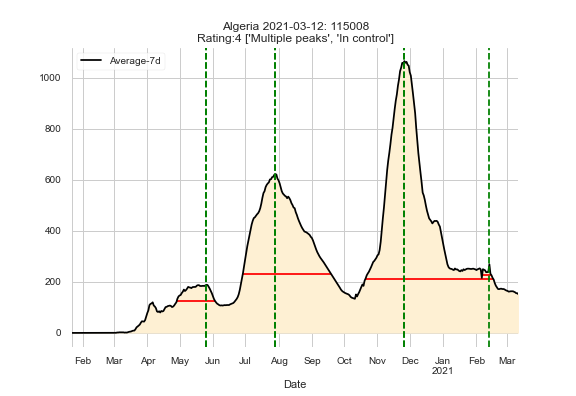 Algeria 2021-03-12: 115008
Rating:4 ['Multiple peaks', 'In control']
Average-7d
1000
800
600
400
200
0
Feb Mar Apr May Jun Jul Aug Sep Oct Nov Dec Jan Feb Mar
2021
Date